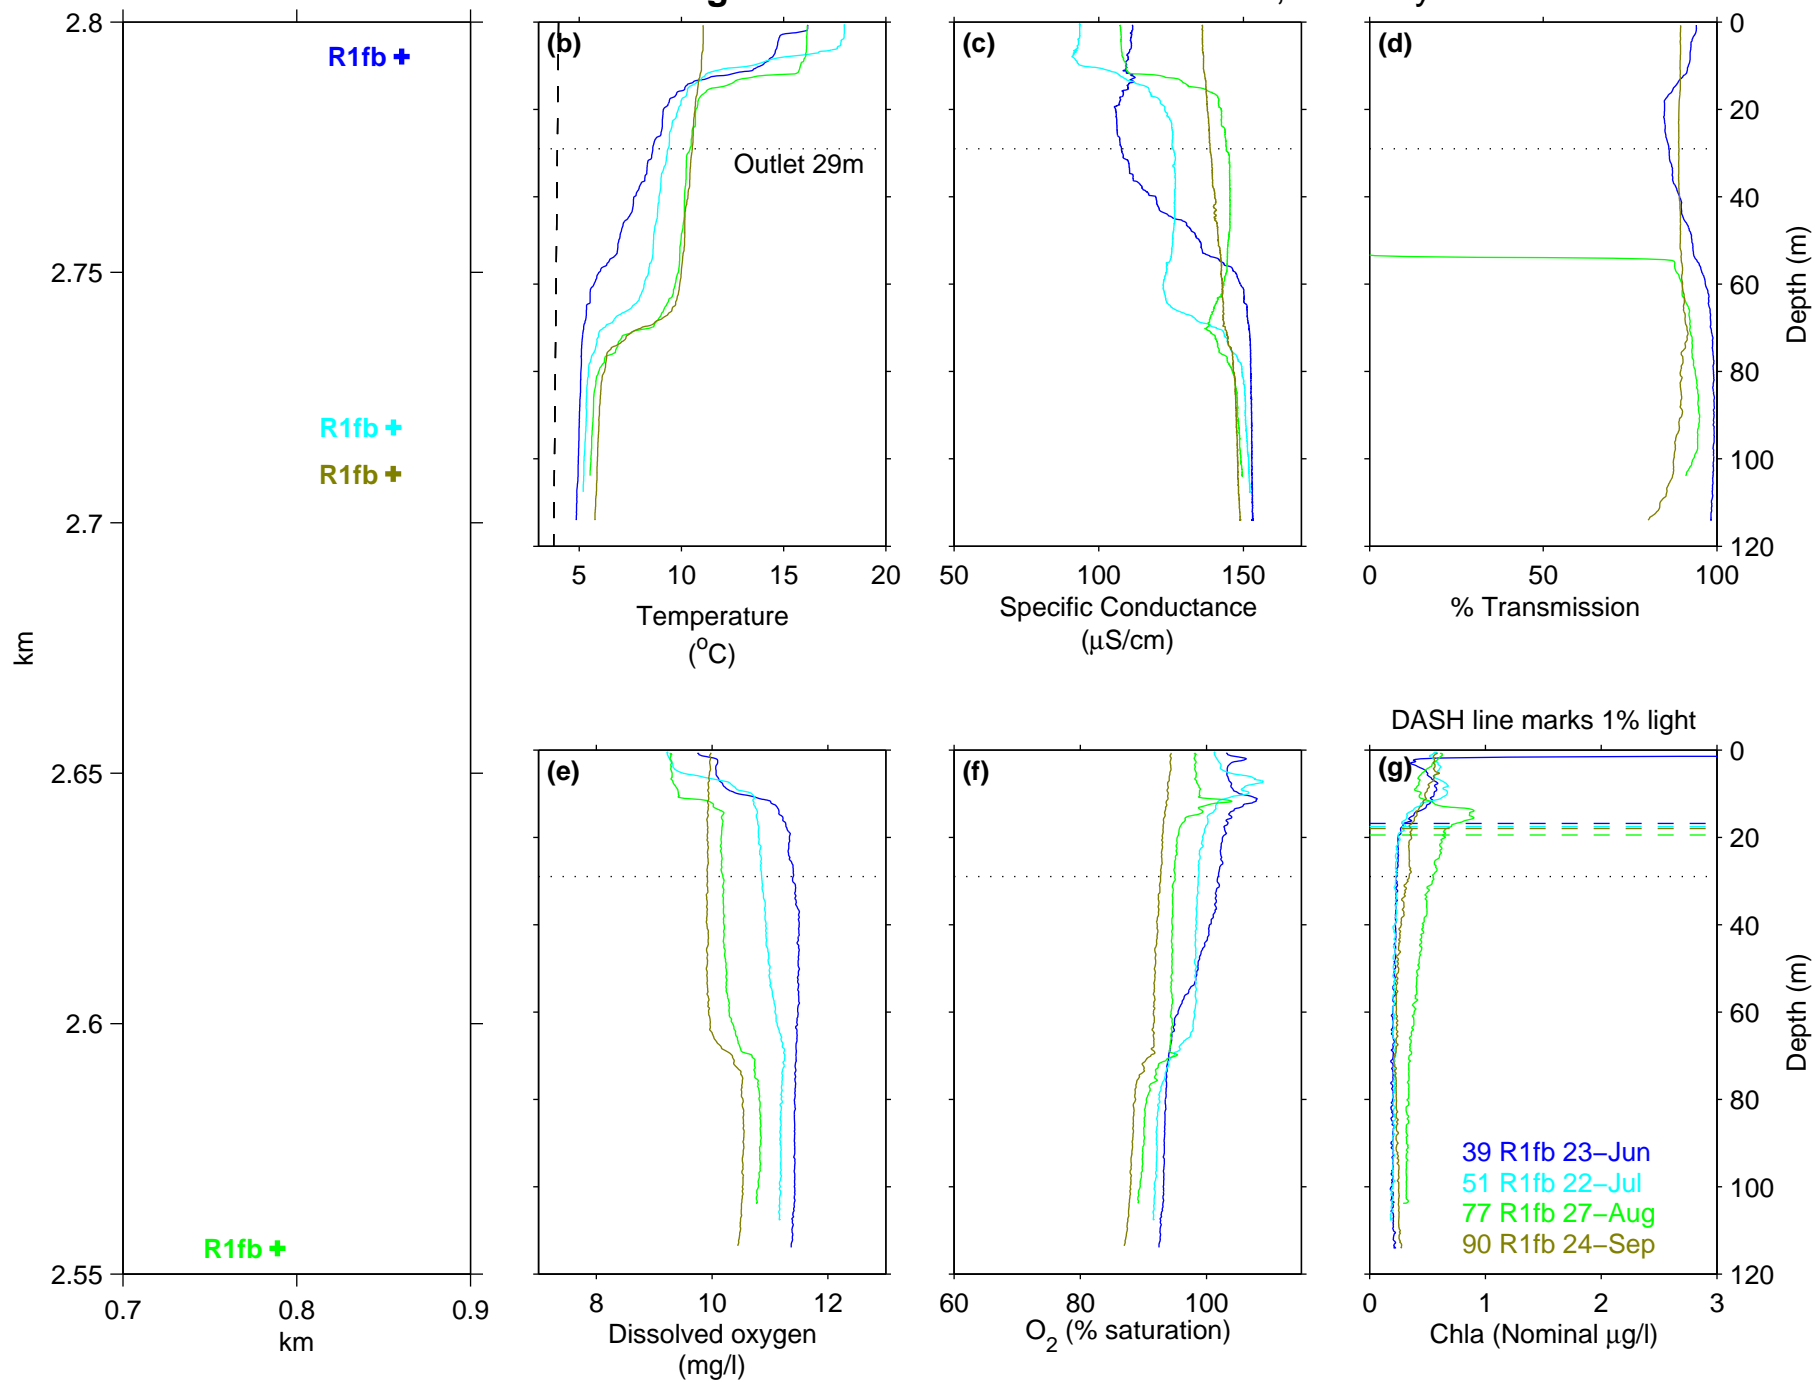 g , y
2.8
2.75
2.7
2.65
2.6
2.55
km
0.7 0.8 0.9
km
R1fb
R1fb
R1fb
R1fb
(b)
Outlet 29m
5 10 15 20
Temperature
(°C)
(c)
50 100 150
Specific Conductance
(μS/cm)
(d)
0 50 100
% Transmission
0
20
40
60
80
100
120
Depth (m)
(e)
8 10 12
Dissolved oxygen
(mg/l)
(f)
60 80 100
O2 (% saturation)
DASH line marks 1% light
(g)
39 R1fb 23−Jun
51 R1fb 22−Jul
77 R1fb 27−Aug
90 R1fb 24−Sep
0 1 2 3
Chla (Nominal μg/l)
0
20
40
60
80
100
120
Depth (m)